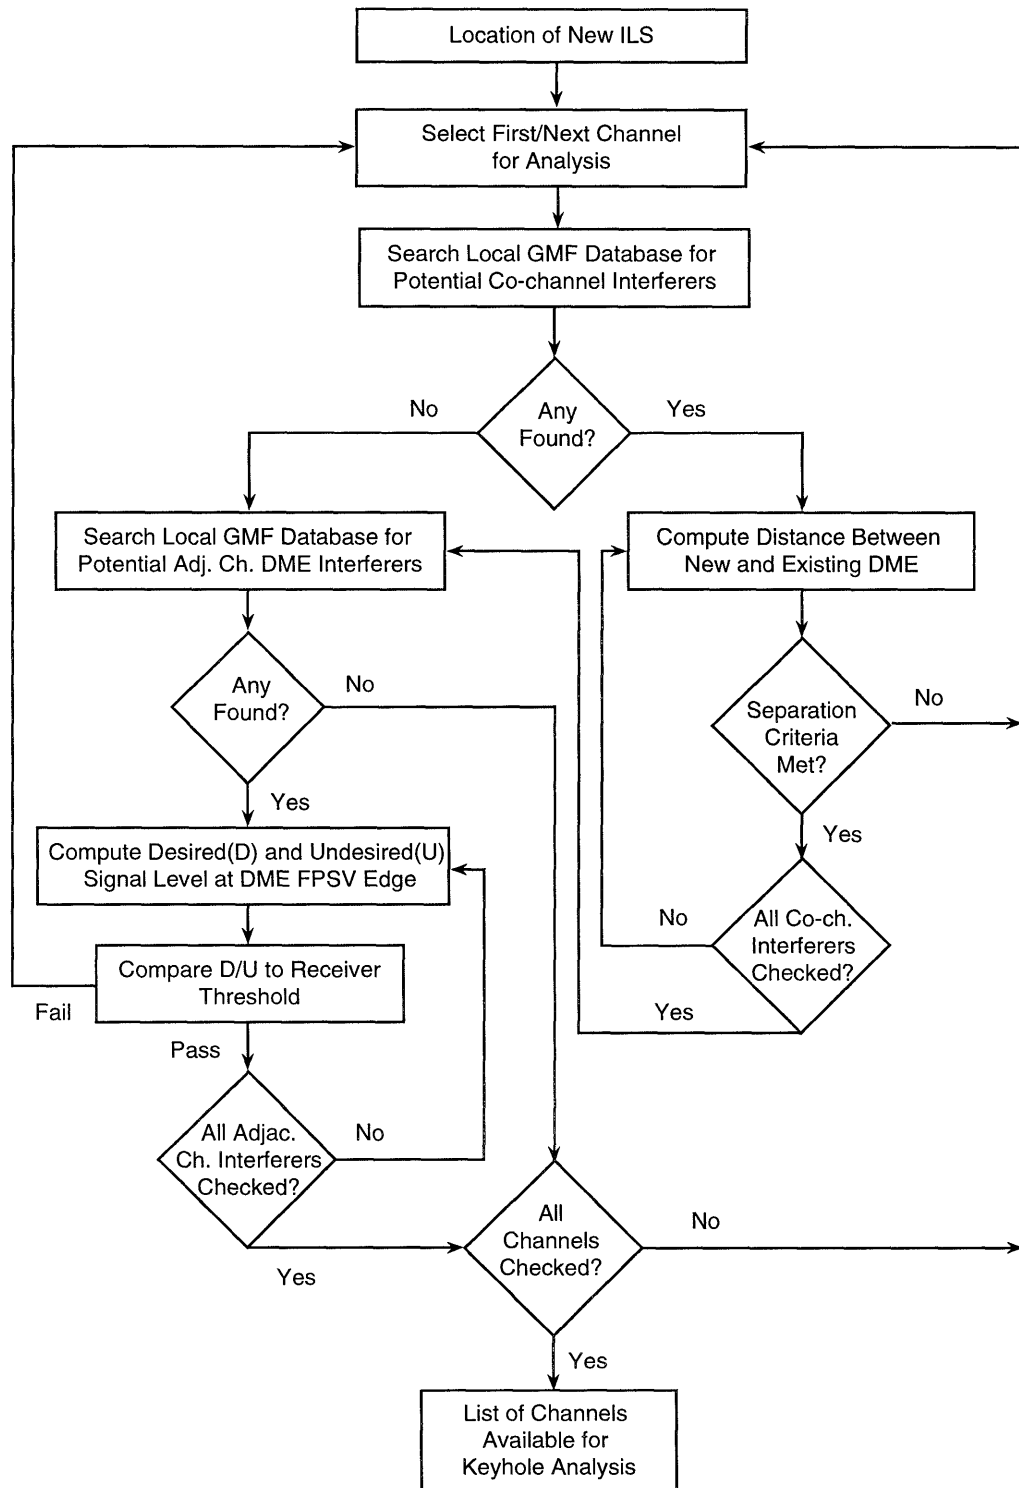 Location of New ILS
Select First/Next Channel
for Analysis
Search Local GMF Database for
Potential Co-channel Interferers
No
Any
Found?
Yes
Search Local GMF Database for
Potential Adj. Ch. DME Interferers
Compute Distance Between
New and Existing DME
Any
Found?
No
Separation
Criteria
Met?
No
Yes
Yes
Compute Desired(D) and Undesired(U)
Signal Level at DME FPSV Edge
No
All Co-ch.
Interferers
Checked?
Compare D/U to Receiver
Threshold
Fail
Yes
Pass
All Adjac.
Ch. Interferers
Checked?
No
All
Channels
Checked?
No
Yes
Yes
List of Channels
Available for
Keyhole Analysis